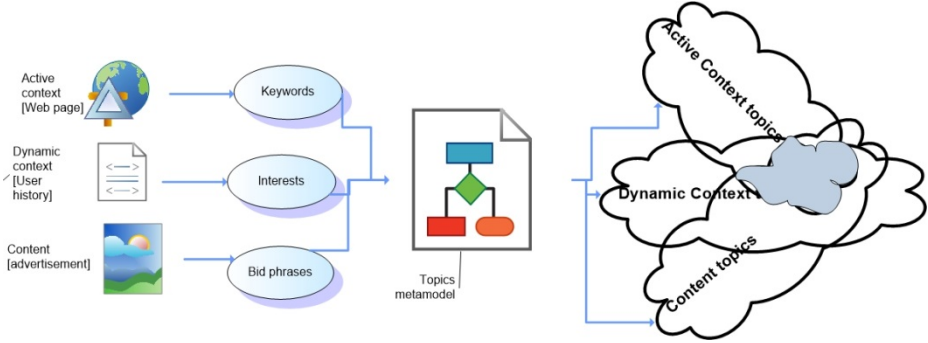 Active
context
[Web page]
Keywords
Dynamic
context
[User
history]
Interests
Content
[advertisement]
Bid phrases
Topics
metamodel
Active Context topics
Dynamic Context
Content topics